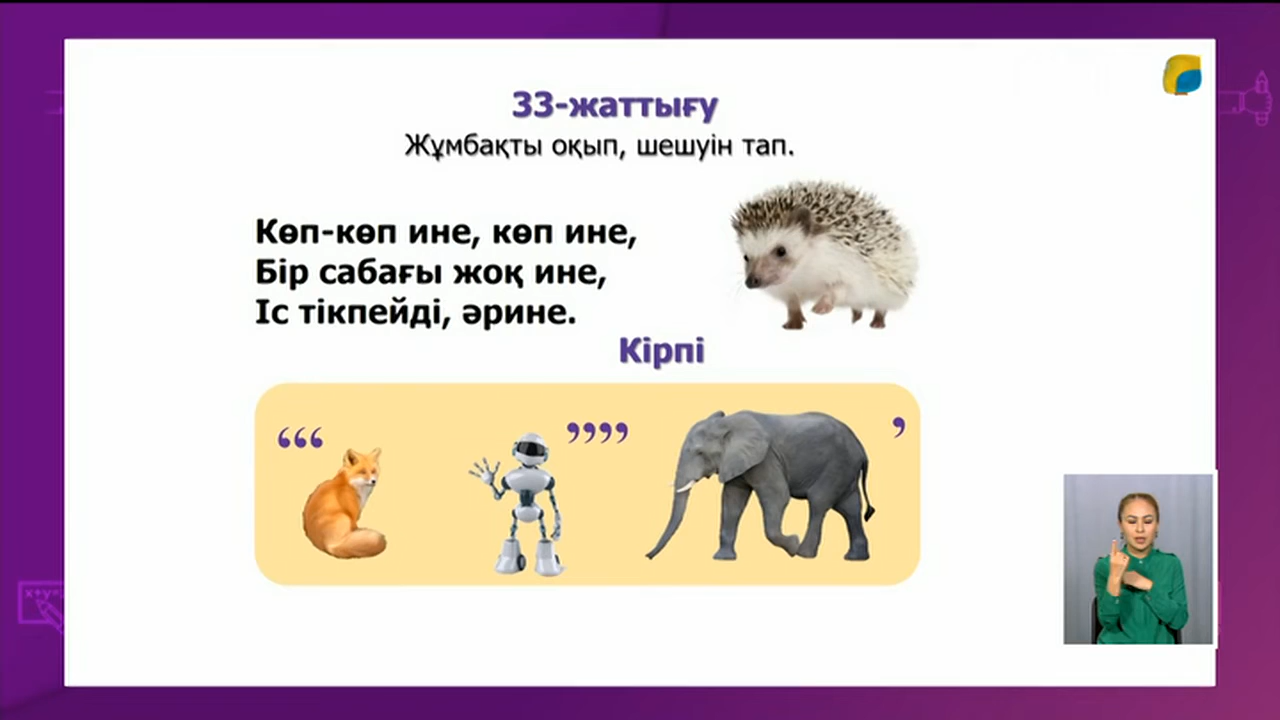 33-жаттығу
Жұмбақты оқып, шешуін тап.
Көп-көп ине, көп ине,
Бір сабағы жоқ ине,
Іс тікпейді, әрине.
Кірпі
‘‘‘
’’’’
’